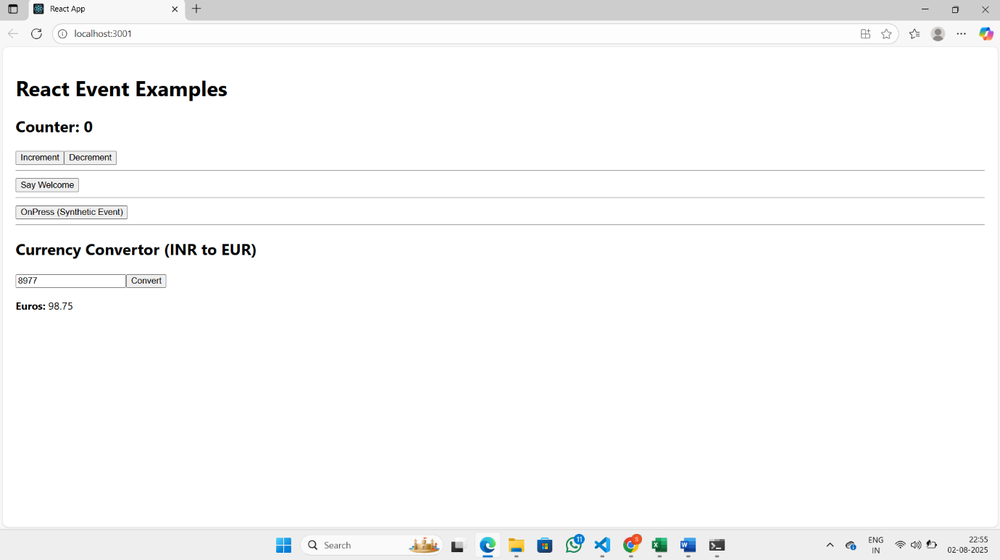 React App
localhost:3001
React Event Examples
Counter: 0
Increment Decrement
Say Welcome
OnPress (Synthetic Event)
Currency Convertor (INR to EUR)
8977 Convert
Euros: 98.75
Search
11
S
ENG
IN
22:55
02-08-2025